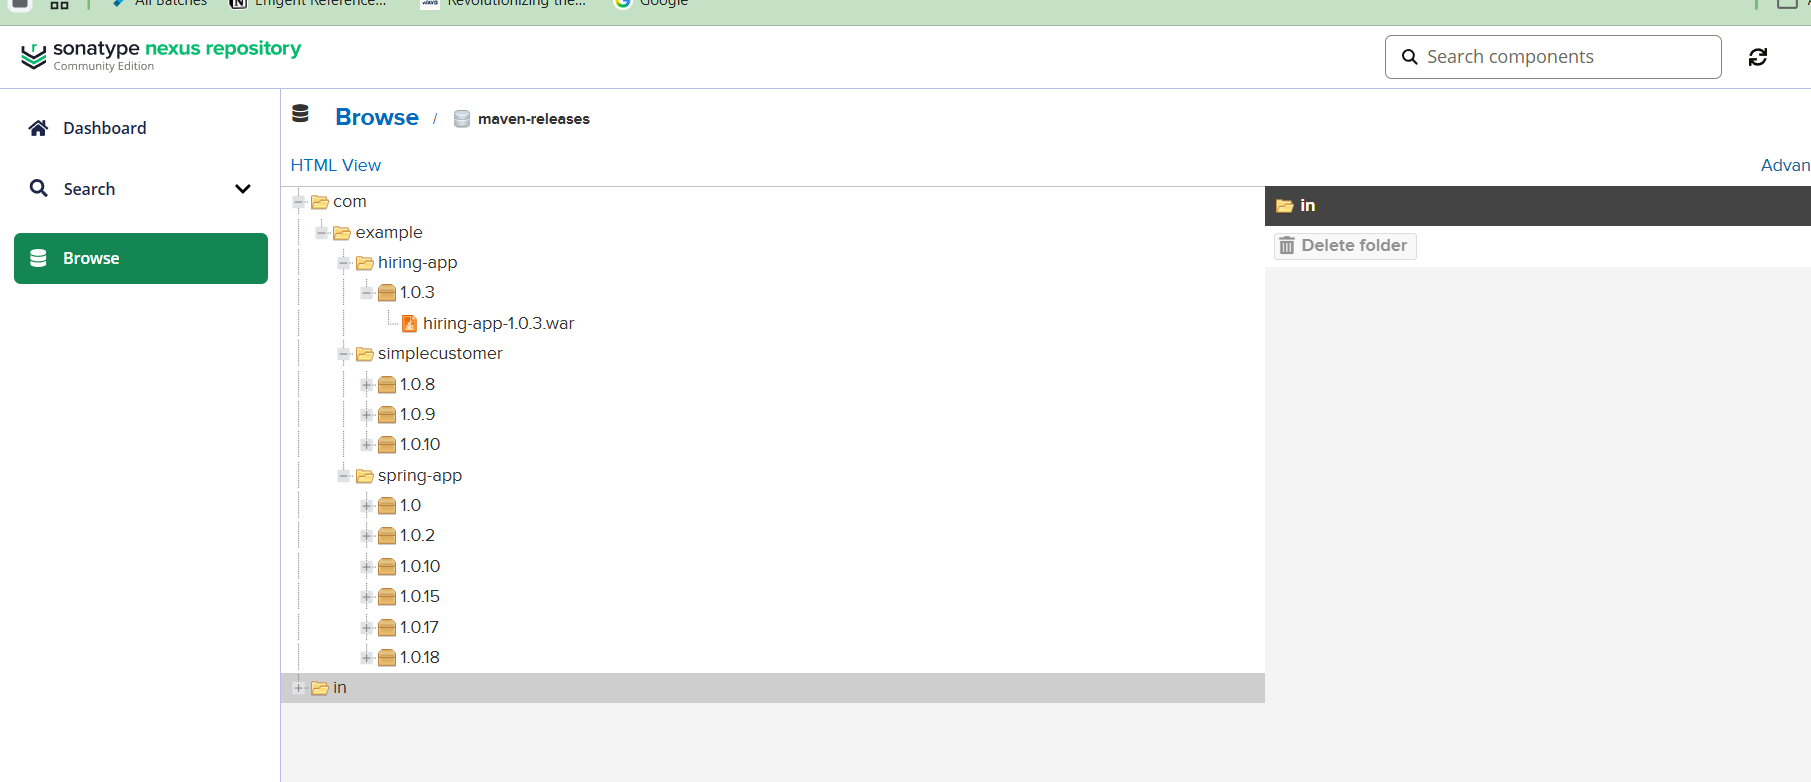 All Batches
Effigent Reference...
Revolutionizing the...
Google
sonatype nexus repository
Community Edition
Search components
Dashboard
Search
Browse
Browse / maven-releases
HTML View
Advan
com
example
hiring-app
1.0.3
hiring-app-1.0.3.war
simplecustomer
1.0.8
1.0.9
1.0.10
spring-app
1.0
1.0.2
1.0.10
1.0.15
1.0.17
1.0.18
in
in
Delete folder